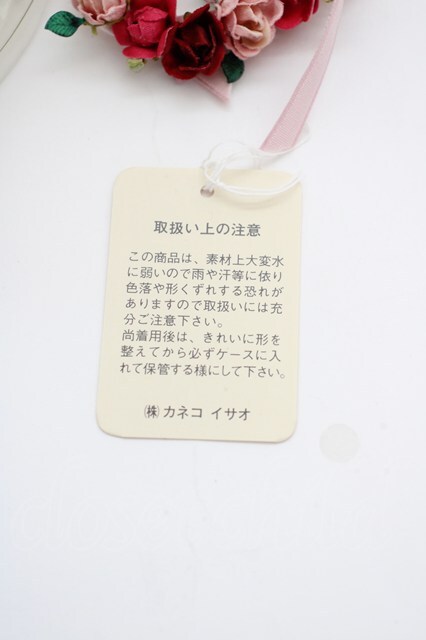 取扱い上の注意
この商品は、素材上大変水
に弱いので雨や汗等に依り
色落や形くずれする恐れが
ありますので取扱いには充
分ご注意下さい。
尚着用後は、きれいに形を
整えてから必ずケースに入
れて保管する様にして下さい。
㈱ カネコ イサオ